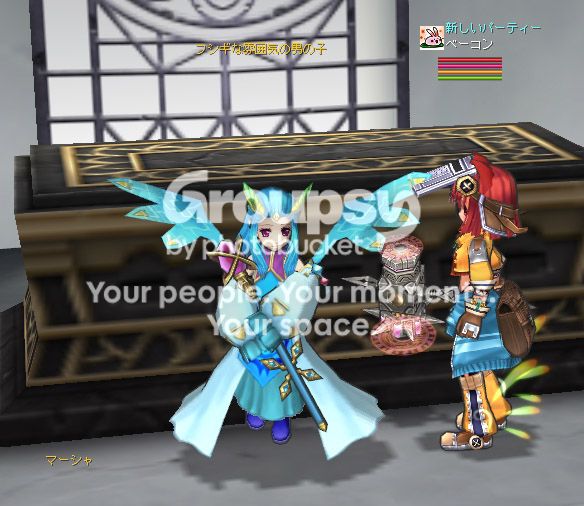 フシギな雰囲気の男の子
新しいパーティー
ベーコン
Groupsy
by photobucket
Your people. Your moments.
Your space.
マーシャ